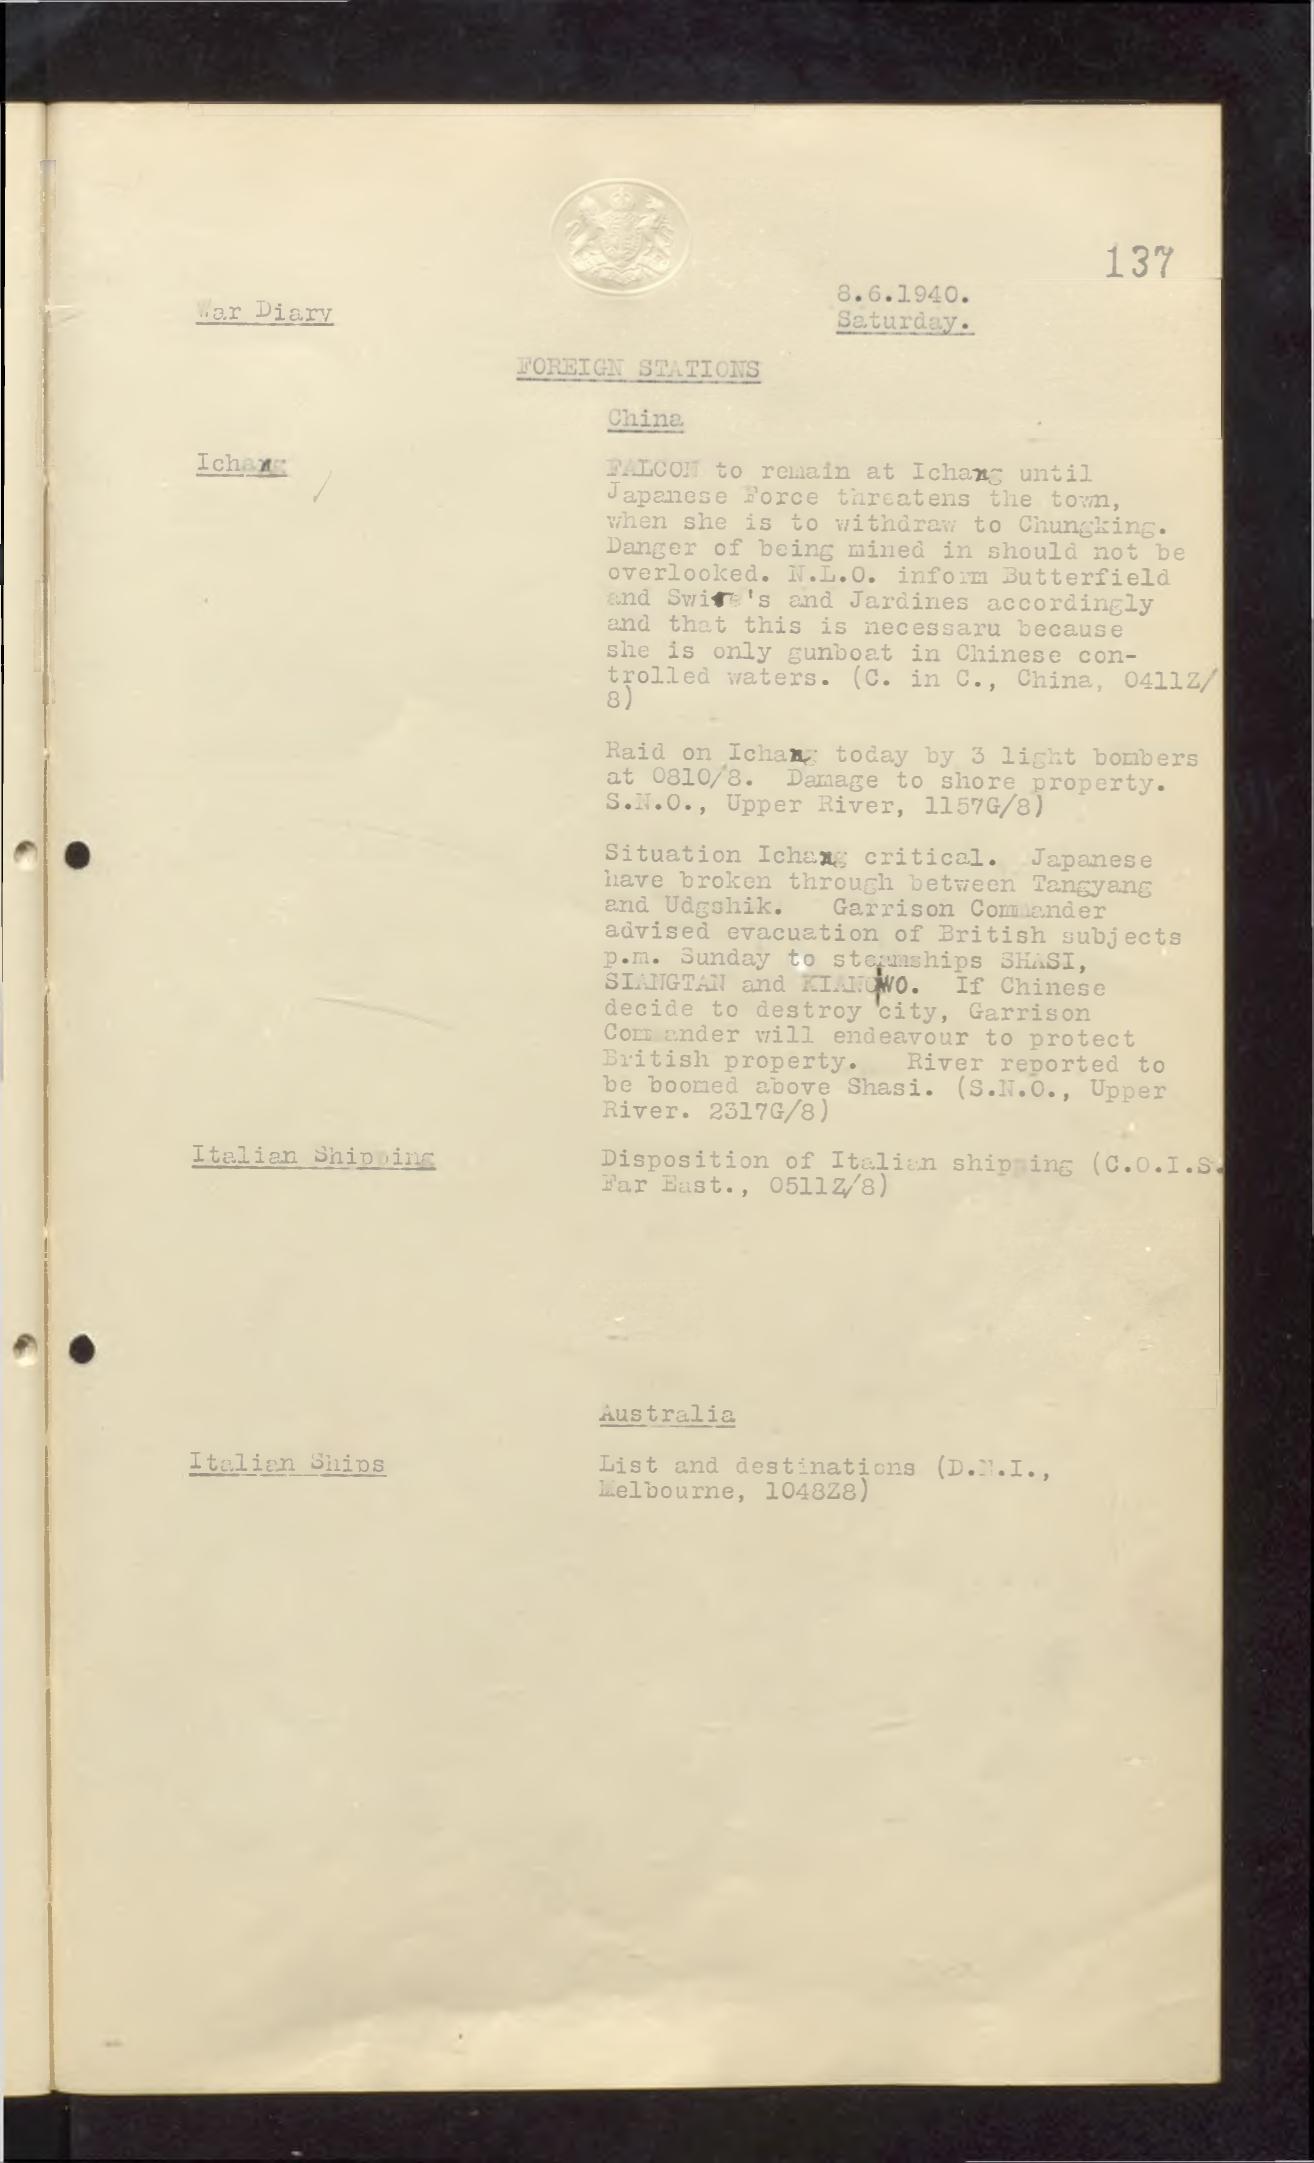 137
8.6.1940.
War Diary
Saturday.
FOREIGN STATIONS
China
Ichang
FALCON to remain at Ichang until
Japanese Force threatens the town,
when she is to withdraw to Chungking.
Danger of being mined in should not be
overlooked. N.L.O. inform Butterfield
and Swire's and Jardines accordingly
and that this is necessaru because
she is only gunboat in Chinese con-
trolled waters. (C. in C., China, 0411Z/
8)
Raid on Ichang today by 3 light bombers
at 0810/8. Damage to shore property.
S.N.O., Upper River, 1157G/8)
Situation Ichang critical. Japanese
have broken through between Tangyang
and Udgshik. Garrison Commander
advised evacuation of British subjects
p.m. Sunday to steamships SHASI,
SIANGTAN and KIANGWO. If Chinese
decide to destroy city, Garrison
Commander will endeavour to protect
British property. River reported to
be boomed above Shasi. (S.N.O., Upper
River. 2317G/8)
Italian Shipping
Disposition of Italian shipping (C.O.I.S.
Far East., 0511Z/8)
Australia
Italian Ships
List and destinations (D.N.I.,
Melbourne, 1048Z8)